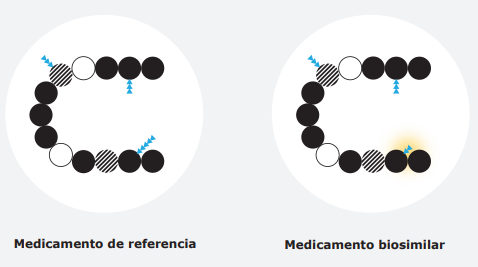 Medicamento de referencia
Medicamento biosimilar